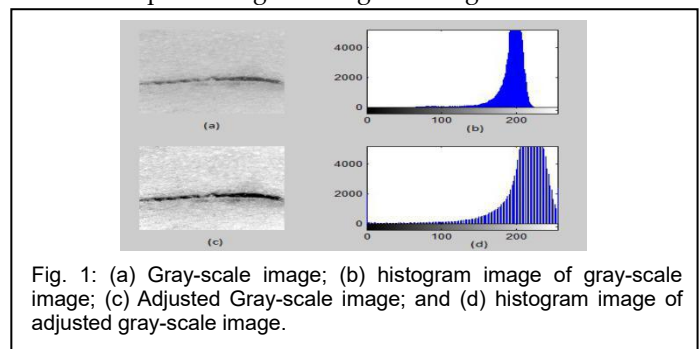 4000
2000
0
0
100
200
(a)
(b)
4000
2000
0
0
100
200
(c)
(d)
Fig. 1: (a) Gray-scale image; (b) histogram image of gray-scale
image; (c) Adjusted Gray-scale image; and (d) histogram image of
adjusted gray-scale image.